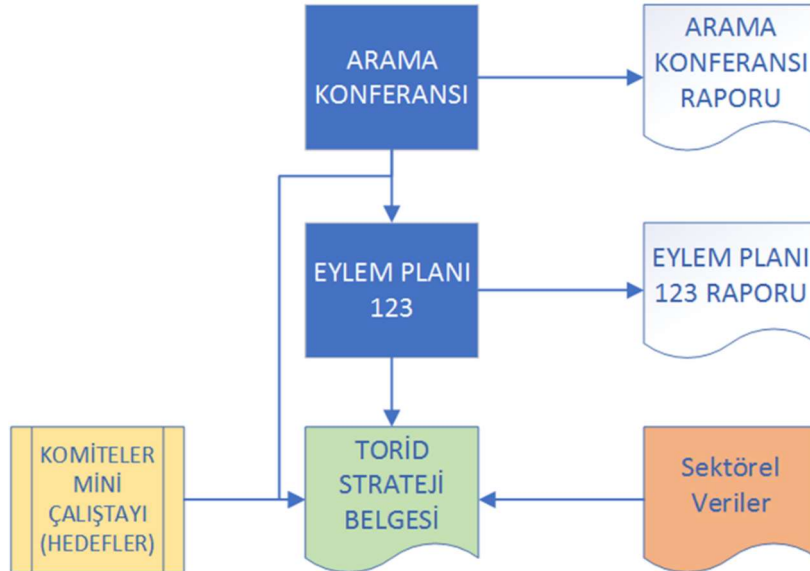 ARAMA
KONFERANSI
ARAMA
KONFERANSI
RAPORU
EYLEM PLANI
123
EYLEM PLANI
123 RAPORU
KOMİTELER
MİNİ
ÇALIŞTAYI
(HEDEFLER)
TORİD
STRATEJİ
BELGESİ
Sektörel
Veriler